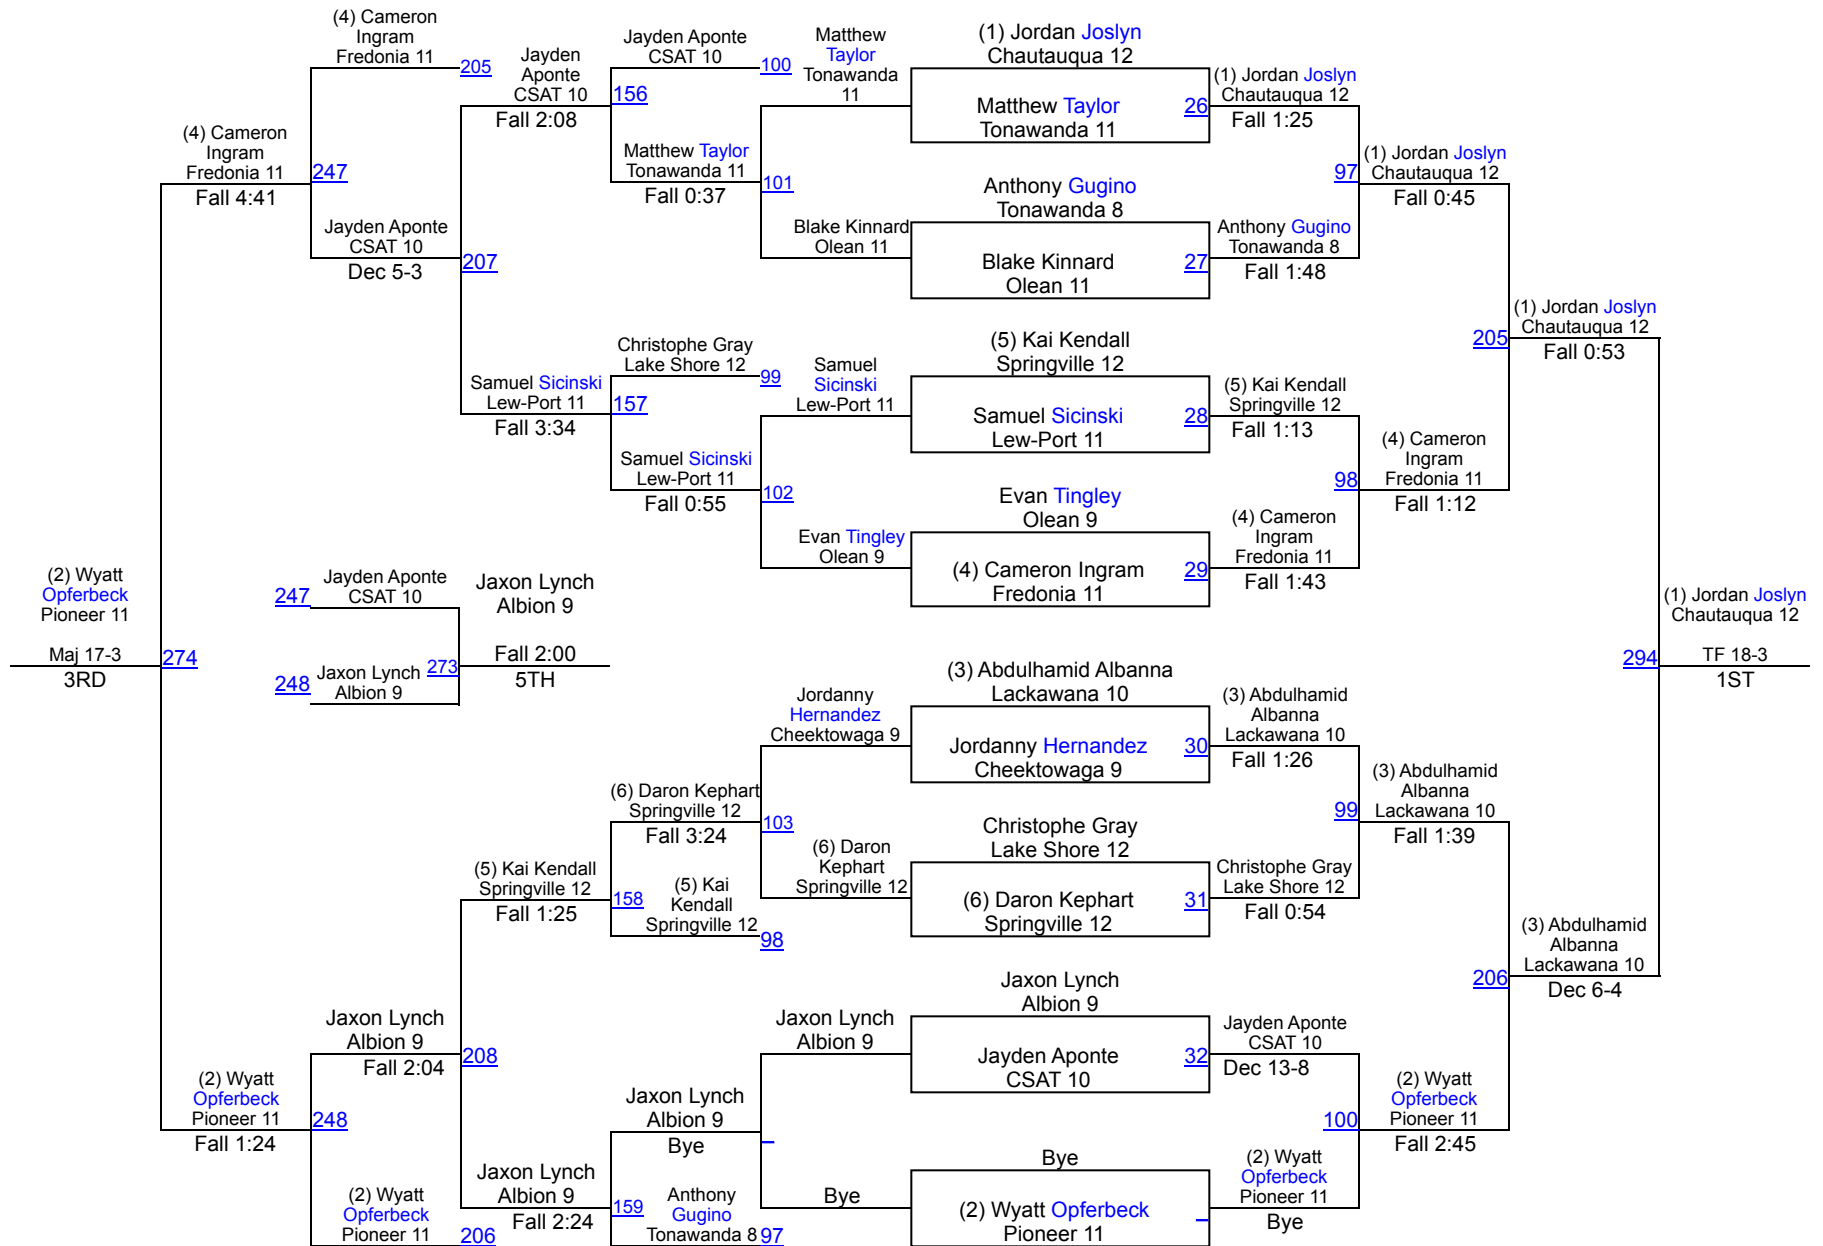 (4) Cameron
Ingram
Fredonia 11
205
(4) Cameron
Ingram
Fredonia 11
Fall 4:41
247
Jayden Aponte
CSAT 10
Dec 5-3
207
Jayden
Aponte
CSAT 10
Fall 2:08
156
Jayden Aponte
CSAT 10
100
Matthew Taylor
Tonawanda 11
Fall 0:37
101
Matthew
Taylor
Tonawanda
11
Blake Kinnard
Olean 11
(1) Jordan Joslyn
Chautauqua 12
Matthew Taylor
Tonawanda 11
26
Anthony Gugino
Tonawanda 8
Blake Kinnard
Olean 11
27
(1) Jordan Joslyn
Chautauqua 12
Fall 1:25
97
Anthony Gugino
Tonawanda 8
Fall 1:48
(1) Jordan Joslyn
Chautauqua 12
Fall 0:45
205
(1) Jordan Joslyn
Chautauqua 12
Fall 0:53
Samuel Sicinski
Lew-Port 11
Fall 3:34
157
Christophe Gray
Lake Shore 12
99
Samuel Sicinski
Lew-Port 11
Fall 0:55
102
Samuel
Sicinski
Lew-Port 11
Evan Tingley
Olean 9
(5) Kai Kendall
Springville 12
Samuel Sicinski
Lew-Port 11
28
Evan Tingley
Olean 9
(4) Cameron Ingram
Fredonia 11
29
(5) Kai Kendall
Springville 12
Fall 1:13
98
(4) Cameron
Ingram
Fredonia 11
Fall 1:43
(4) Cameron
Ingram
Fredonia 11
Fall 1:12
(2) Wyatt
Opferbeck
Pioneer 11
Maj 17-3
3RD
274
247
Jayden Aponte
CSAT 10
248
Jaxon Lynch
Albion 9
273
Jaxon Lynch
Albion 9
Fall 2:00
5TH
294
(1) Jordan Joslyn
Chautauqua 12
TF 18-3
1ST
Jordanny
Hernandez
Cheektowaga 9
(3) Abdulhamid Albanna
Lackawana 10
Jordanny Hernandez
Cheektowaga 9
30
(3) Abdulhamid
Albanna
Lackawana 10
Fall 1:26
(6) Daron Kephart
Springville 12
Fall 3:24
103
(6) Daron
Kephart
Springville 12
Christophe Gray
Lake Shore 12
(6) Daron Kephart
Springville 12
31
99
Christophe Gray
Lake Shore 12
Fall 0:54
(3) Abdulhamid
Albanna
Lackawana 10
Fall 1:39
(5) Kai Kendall
Springville 12
Fall 1:25
158
(5) Kai
Kendall
Springville 12
98
206
(3) Abdulhamid
Albanna
Lackawana 10
Dec 6-4
Jaxon Lynch
Albion 9
Fall 2:04
208
Jaxon Lynch
Albion 9
Jaxon Lynch
Albion 9
Jayden Aponte
CSAT 10
32
Jayden Aponte
CSAT 10
Dec 13-8
(2) Wyatt
Opferbeck
Pioneer 11
Fall 1:24
248
Jaxon Lynch
Albion 9
Bye
100
(2) Wyatt
Opferbeck
Pioneer 11
Fall 2:45
Jaxon Lynch
Albion 9
Fall 2:24
159
Bye
Bye
(2) Wyatt Opferbeck
Pioneer 11
(2) Wyatt
Opferbeck
Pioneer 11
Bye
(2) Wyatt
Opferbeck
Pioneer 11
206
Anthony
Gugino
Tonawanda 8
97